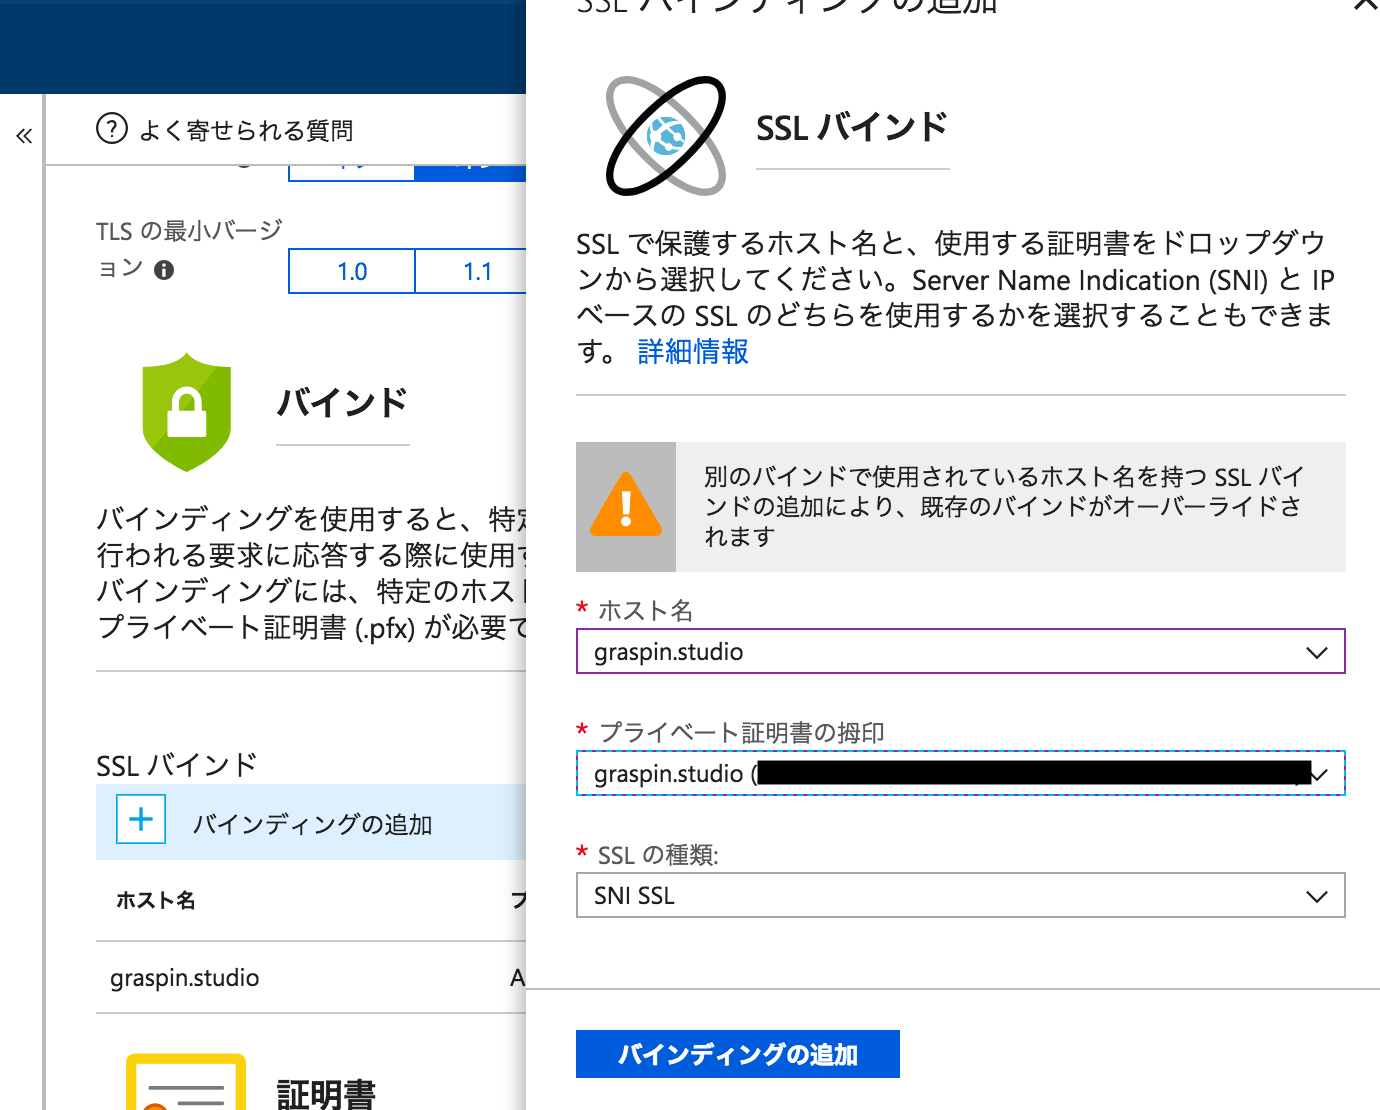 SSL バインディングの追加
よく寄せられる質問
TLS の最小バージ
ョン
1.0
1.1
バインド
バインディングを使用すると、特定
行われる要求に応答する際に使用す
バインディングには、特定のホスト
プライベート証明書 (.pfx) が必要で
SSL バインド
バインディングの追加
ホスト名
プ
graspin.studio
A
証明書
SSL バインド
SSL で保護するホスト名と、使用する証明書をドロップダウ
ンから選択してください。Server Name Indication (SNI) と IP
ベースの SSL のどちらを使用するかを選択することもできま
す。 詳細情報
別のバインドで使用されているホスト名を持つ SSL バイ
ンドの追加により、既存のバインドがオーバーライドさ
れます
* ホスト名
graspin.studio
* プライベート証明書の拇印
graspin.studio (
* SSL の種類:
SNI SSL
バインディングの追加